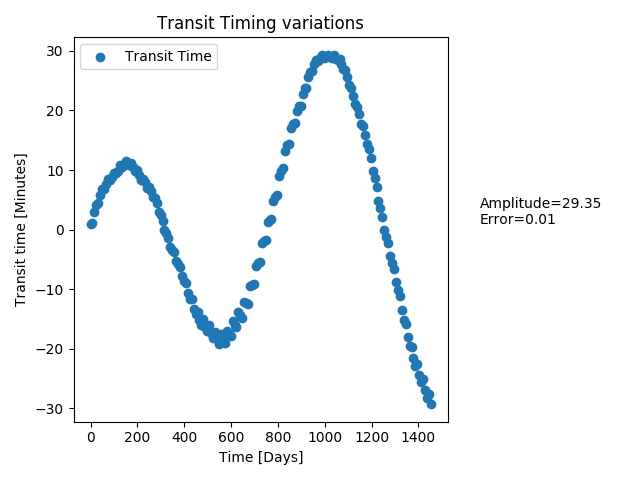 Transit Timing variations
Transit Time
Transit time [Minutes]
30
20
10
0
−10
−20
−30
0 200 400 600 800 1000 1200 1400
Time [Days]
Amplitude=29.35
Error=0.01